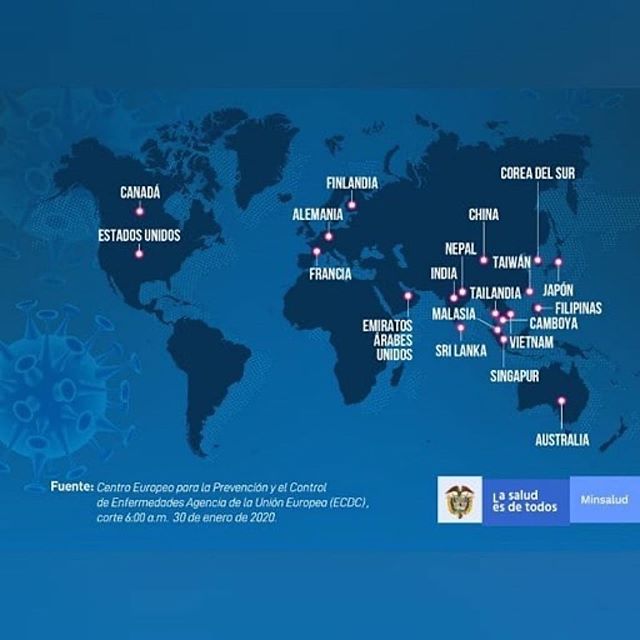 COREA DEL SUR
FINLANDIA
CANADÁ
ALEMANIA
CHINA
ESTADOS UNIDOS
NEPAL
TAIWÁN
FRANCIA
INDIA
TAILANDIA
JAPÓN
MALASIA
FILIPINAS
EMIRATOS
ÁRABES
UNIDOS
CAMBOYA
VIETNAM
SRI LANKA
SINGAPUR
AUSTRALIA
Fuente: Centro Europeo para la Prevención y el Control
de Enfermedades Agencia de la Unión Europea (ECDC),
corte 6:00 a.m. 30 de enero de 2020.
La salud
es de todos
Minsalud